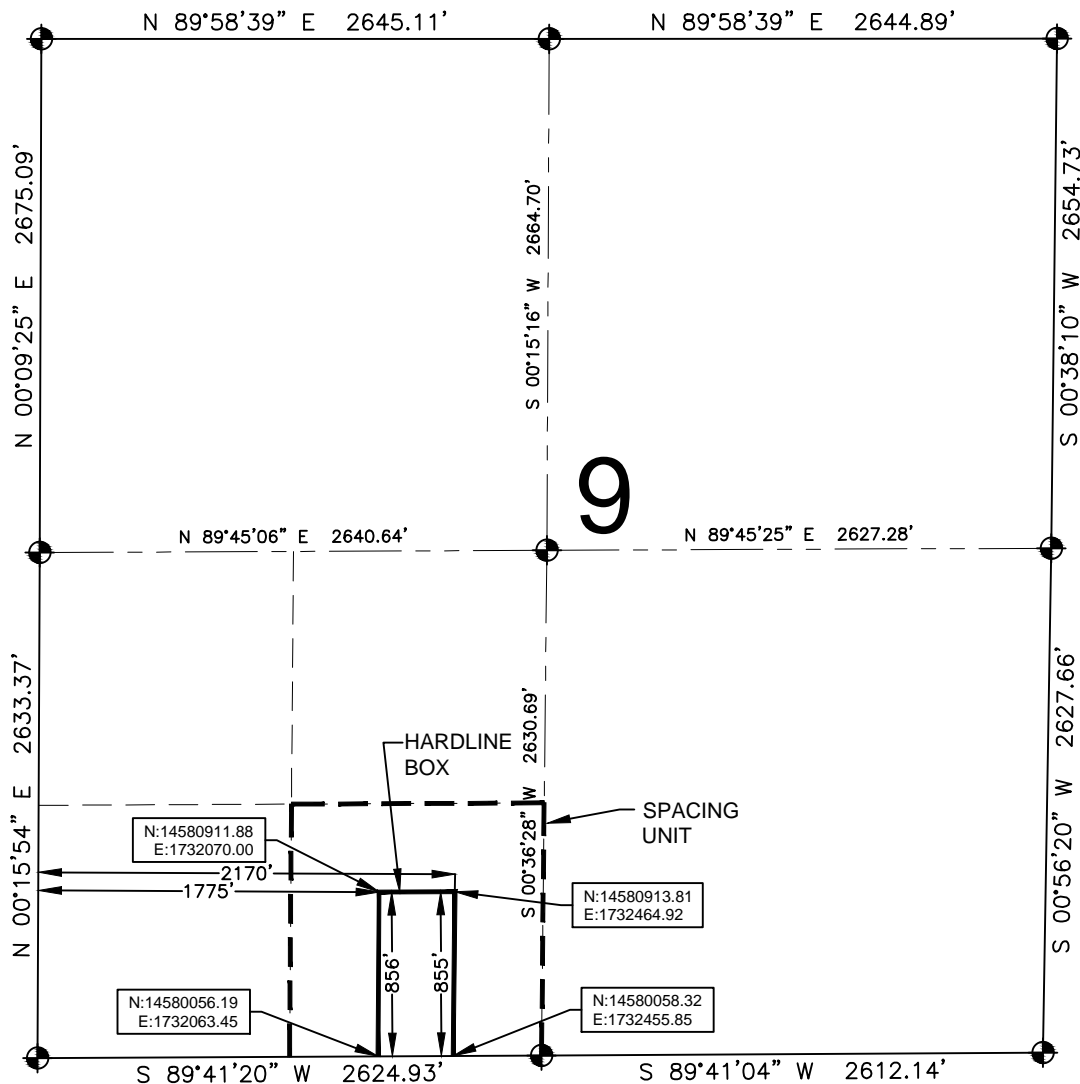 N 89°58'39" E 2645.11'
N 89°58'39" E 2644.89'
N 00°09'25" E 2675.09'
S 00°15'16" W 2664.70'
S 00°38'10" W 2654.73'
9
N 89°45'06" E 2640.64'
N 89°45'25" E 2627.28'
N 00°15'54" E 2633.37'
S 00°36'28" W 2630.69'
S 00°56'20" W 2627.66'
HARDLINE
BOX
SPACING
UNIT
N:14580911.88
E:1732070.00
2170'
1775'
N:14580913.81
E:1732464.92
856'
855'
N:14580056.19
E:1732063.45
N:14580058.32
E:1732455.85
S 89°41'20" W 2624.93'
S 89°41'04" W 2612.14'